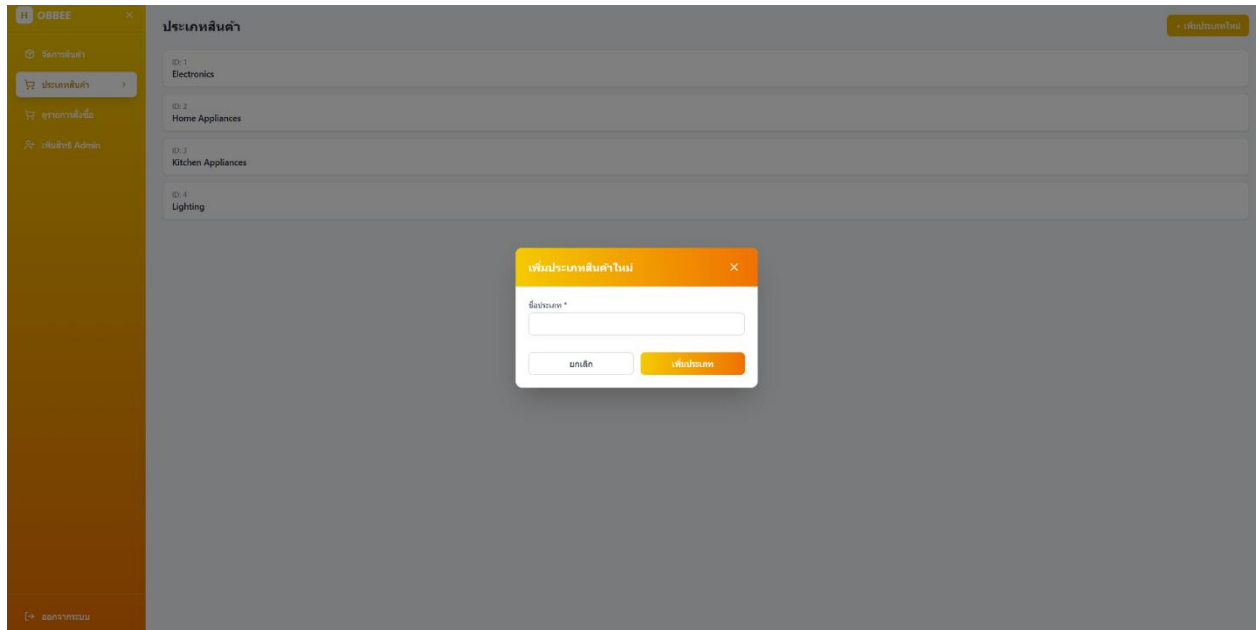 H OBBEE
จัดการสินค้า
ประเภทสินค้า
ดูรายการสั่งซื้อ
เพิ่มสิทธิ์ Admin
ออกจากระบบ
ประเภทสินค้า
+ เพิ่มประเภทใหม่
ID: 1
Electronics
ID: 2
Home Appliances
ID: 3
Kitchen Appliances
ID: 4
Lighting
เพิ่มประเภทสินค้าใหม่
ชื่อประเภท *
ยกเลิก
เพิ่มประเภท